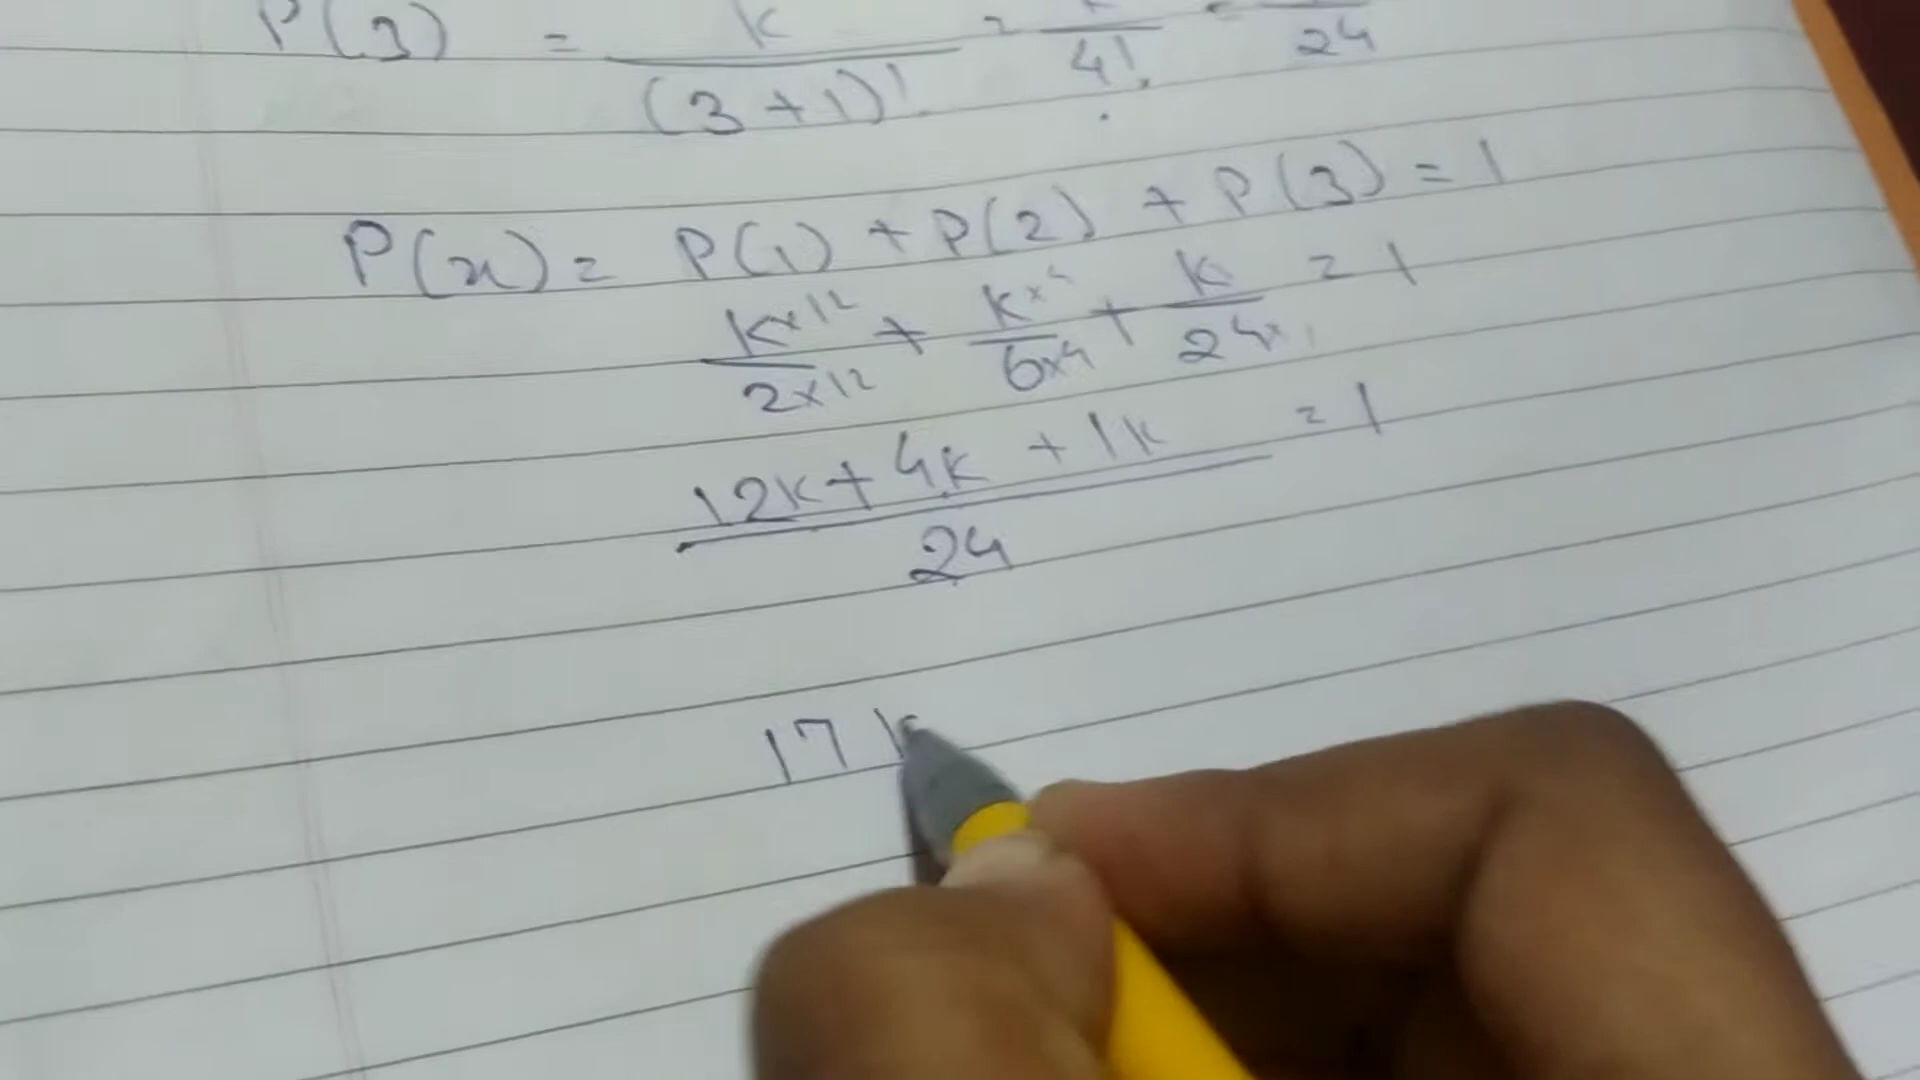 P(3) = k/(3+1)! = k/4! = k/24
P(x) = P(1) + P(2) + P(3) = 1
k×12/2×12 + k×4/6×4 + k/24× = 1
12k + 4k + 1k/24 = 1
17 k